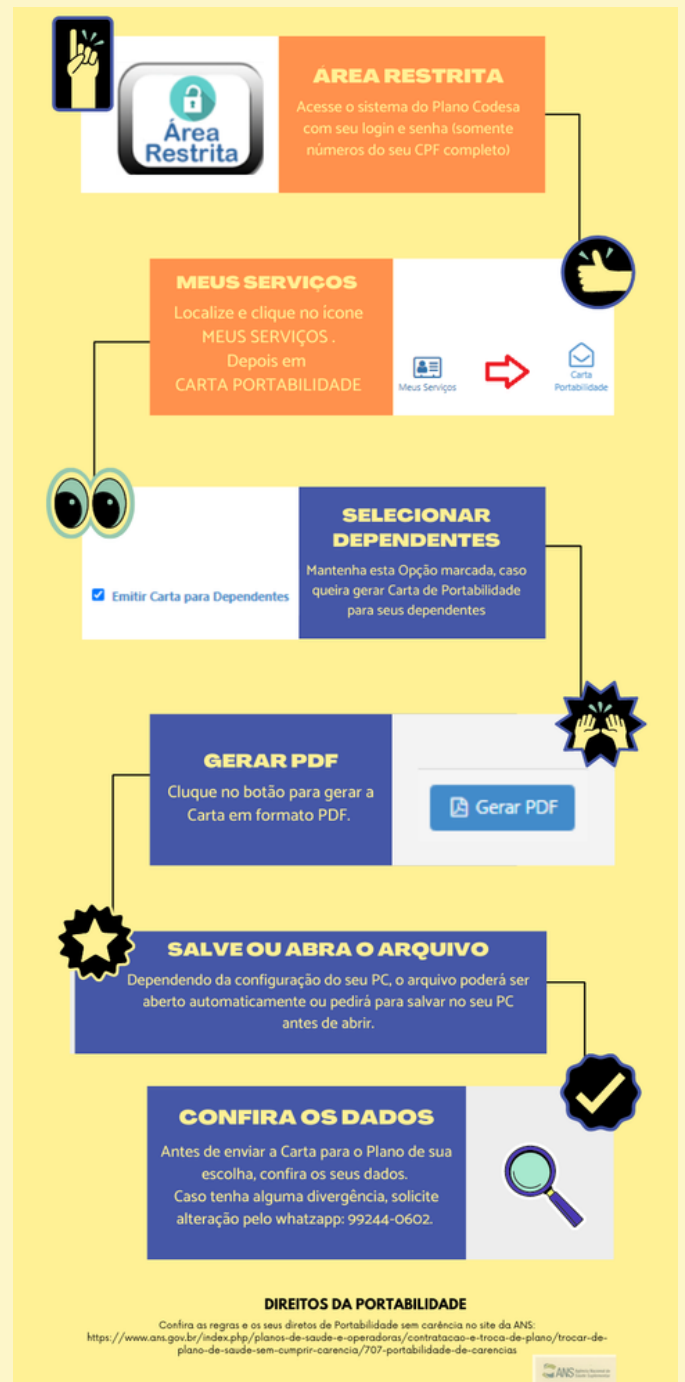 Área
Restrita
ÁREA RESTRITA
Acesse o sistema do Plano Codesa
com seu login e senha (somente
números do seu CPF completo)
MEUS SERVIÇOS
Localize e clique no ícone
MEUS SERVIÇOS .
Depois em
CARTA PORTABILIDADE
Meus Serviços
Carta
Portabilidade
Emitir Carta para Dependentes
SELECIONAR
DEPENDENTES
Mantenha esta Opção marcada, caso
queira gerar Carta de Portabilidade
para seus dependentes
GERAR PDF
Cluque no botão para gerar a
Carta em formato PDF.
Gerar PDF
SALVE OU ABRA O ARQUIVO
Dependendo da configuração do seu PC, o arquivo poderá ser
aberto automaticamente ou pedirá para salvar no seu PC
antes de abrir.
CONFIRA OS DADOS
Antes de enviar a Carta para o Plano de sua
escolha, confira os seus dados.
Caso tenha alguma divergência, solicite
alteração pelo whatzapp: 99244-0602.
DIREITOS DA PORTABILIDADE
Confira as regras e os seus diretos de Portabilidade sem carência no site da ANS:
https://www.ans.gov.br/index.php/planos-de-saude-e-operadoras/contratacao-e-troca-de-plano/trocar-de-
plano-de-saude-sem-cumprir-carencia/707-portabilidade-de-carencias
ANS Agência Nacional de
Saúde Suplementar